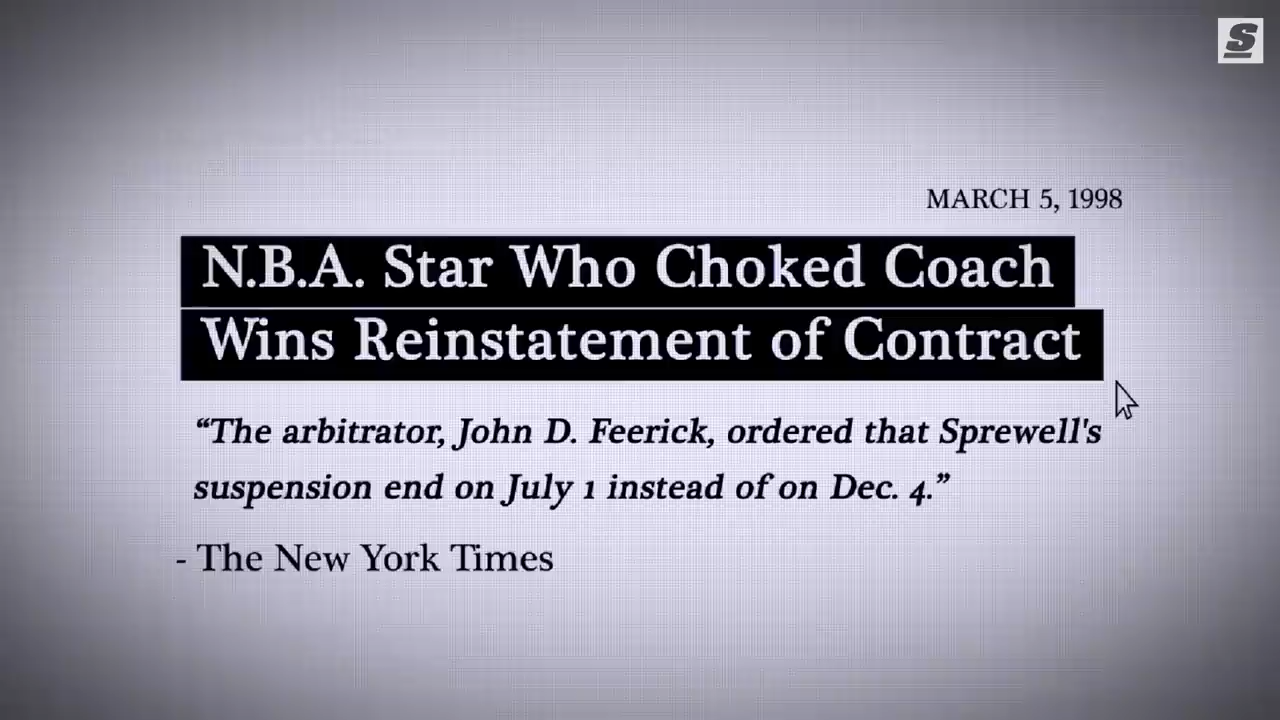 S
MARCH 5, 1998
N.B.A. Star Who Choked Coach
Wins Reinstatement of Contract
“The arbitrator, John D. Feerick, ordered that Sprewell's
suspension end on July 1 instead of on Dec. 4.”
- The New York Times